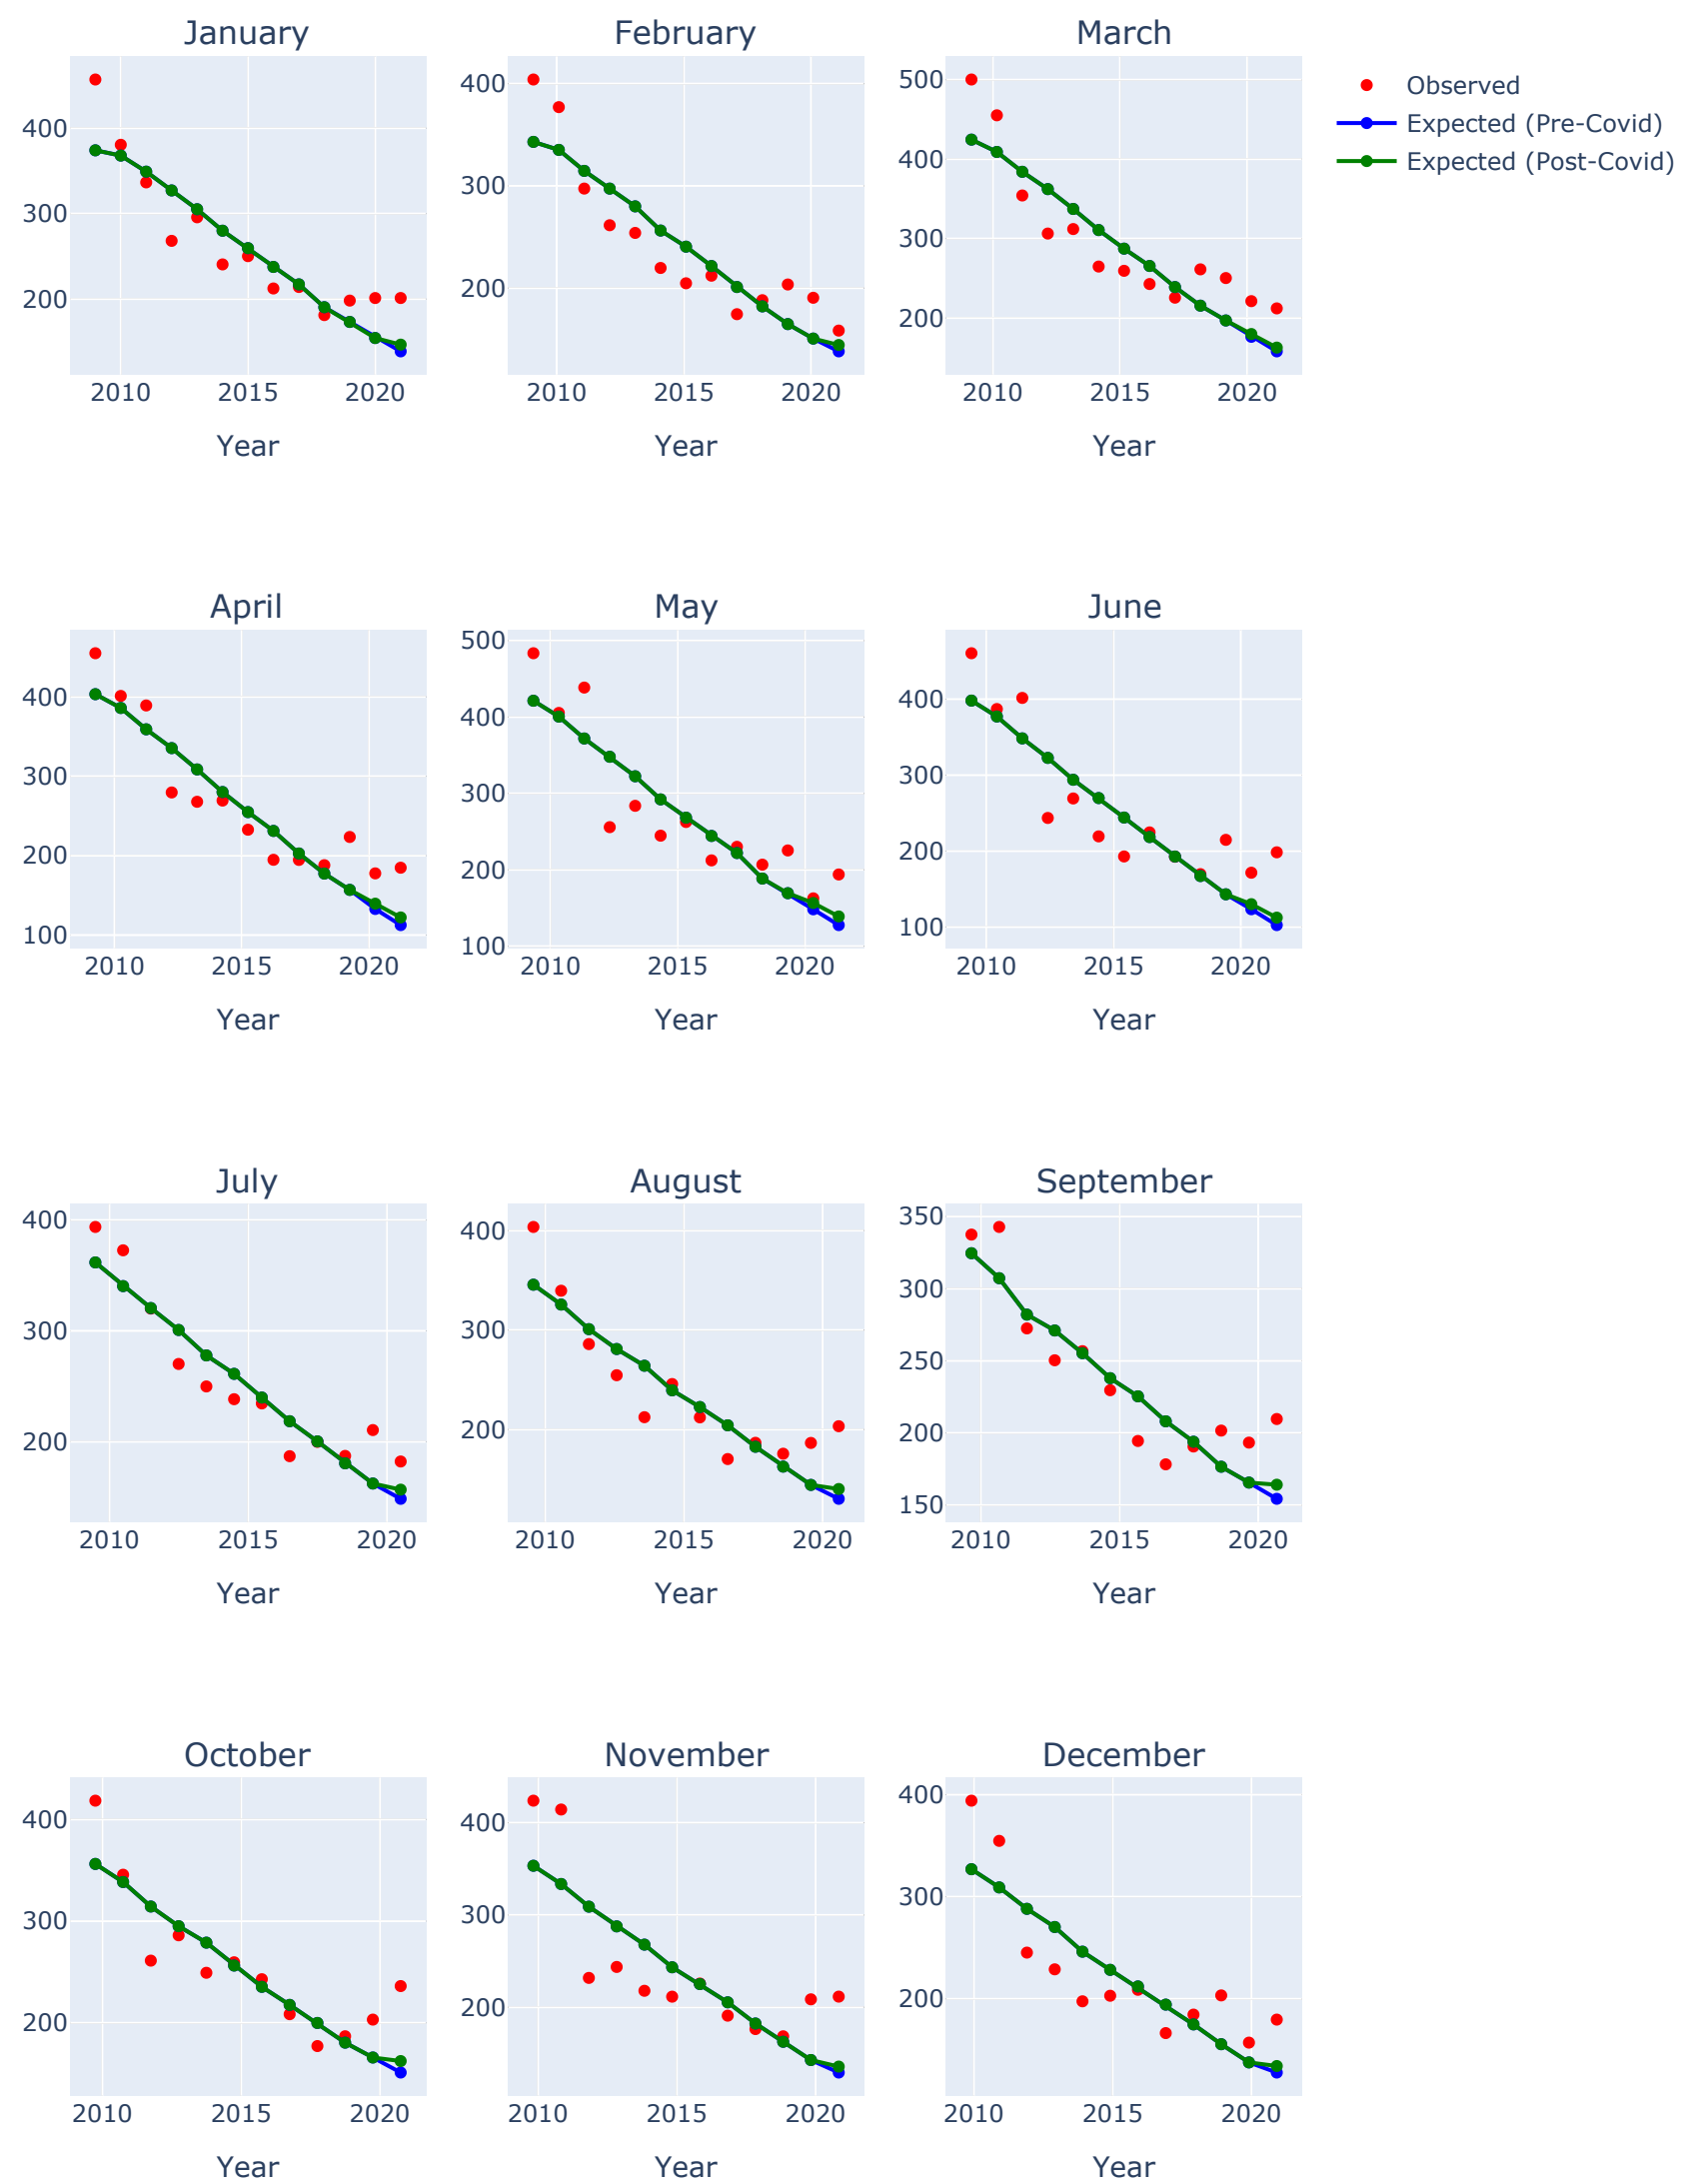 January
February
March
400
300
200
2010
2015
2020
Year
400
300
200
2010
2015
2020
Year
500
400
300
200
2010
2015
2020
Year
Observed
Expected (Pre-Covid)
Expected (Post-Covid)
April
May
June
400
300
200
100
2010
2015
2020
Year
500
400
300
200
100
2010
2015
2020
Year
400
300
200
100
2010
2015
2020
Year
July
August
September
400
300
200
2010
2015
2020
Year
400
300
200
2010
2015
2020
Year
350
300
250
200
150
2010
2015
2020
Year
October
November
December
400
300
200
2010
2015
2020
Year
400
300
200
2010
2015
2020
Year
400
300
200
2010
2015
2020
Year